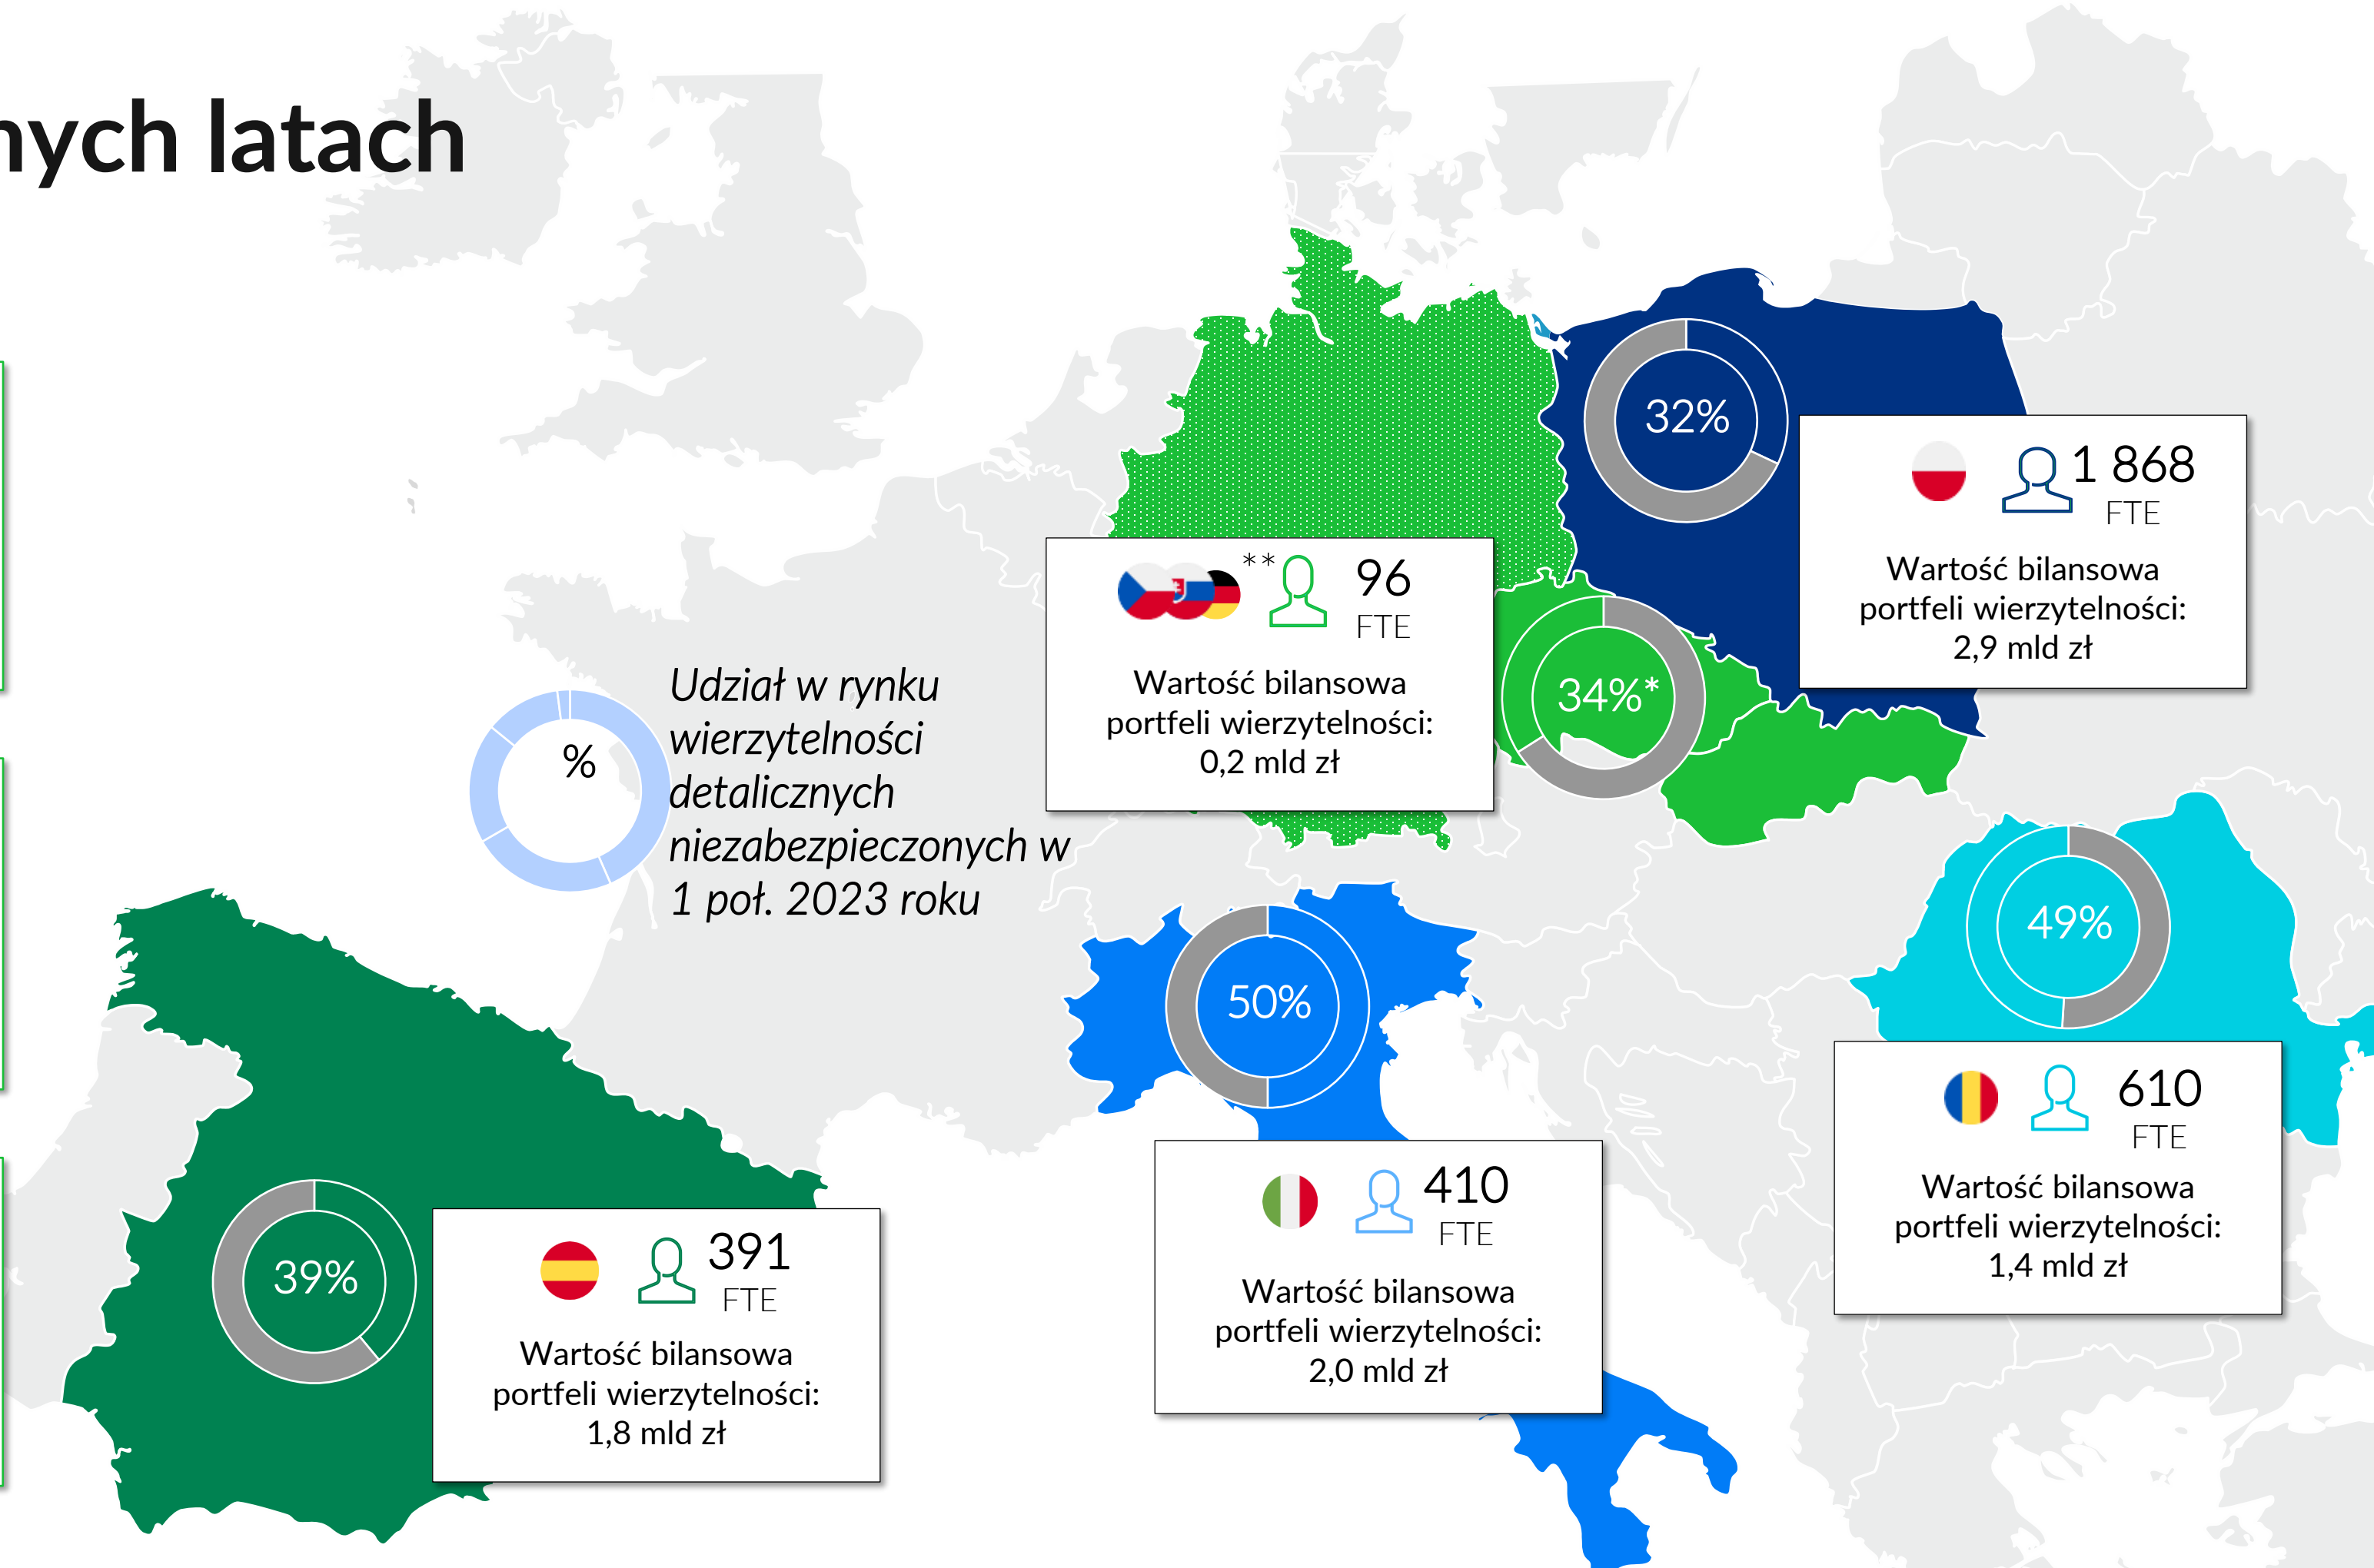 nych latach
32%
1 868
FTE
Wartość bilansowa
portfeli wierzytelności:
2,9 mld zł
**
96
FTE
Wartość bilansowa
portfeli wierzytelności:
0,2 mld zł
34%*
Udział w rynku
wierzytelności
detalicznych
niezabezpieczonych w
1 poł. 2023 roku
%
49%
610
FTE
Wartość bilansowa
portfeli wierzytelności:
1,4 mld zł
50%
410
FTE
Wartość bilansowa
portfeli wierzytelności:
2,0 mld zł
39%
391
FTE
Wartość bilansowa
portfeli wierzytelności:
1,8 mld zł